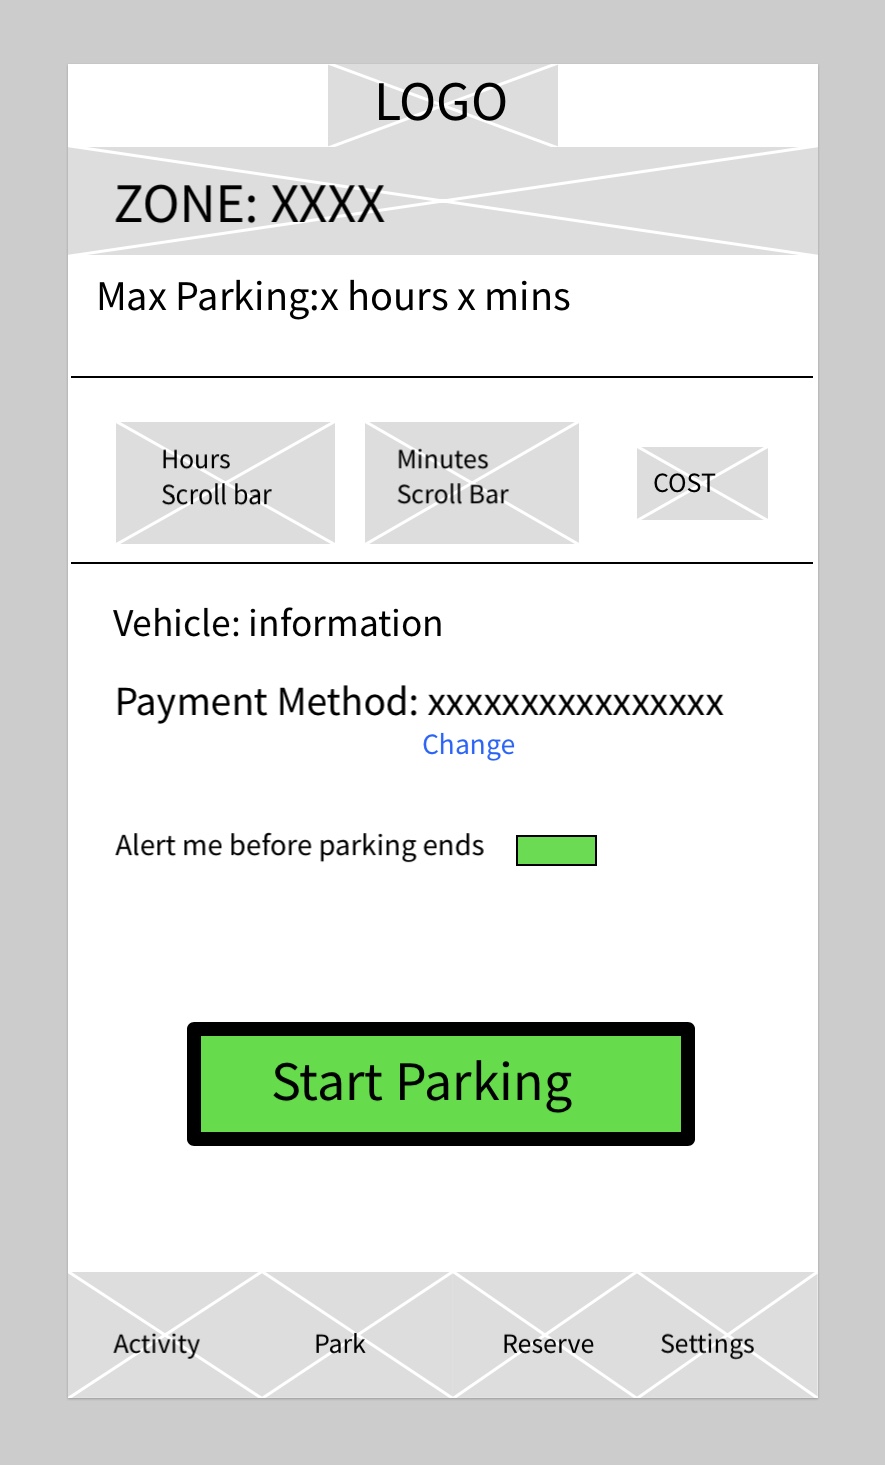 LOGO
ZONE: XXXX
Max Parking:x hours x mins
Hours
Scroll bar
Minutes
Scroll Bar
COST
Vehicle: information
Payment Method: xxxxxxxxxxxxxxxx
Change
Alert me before parking ends
Start Parking
Activity
Park
Reserve
Settings